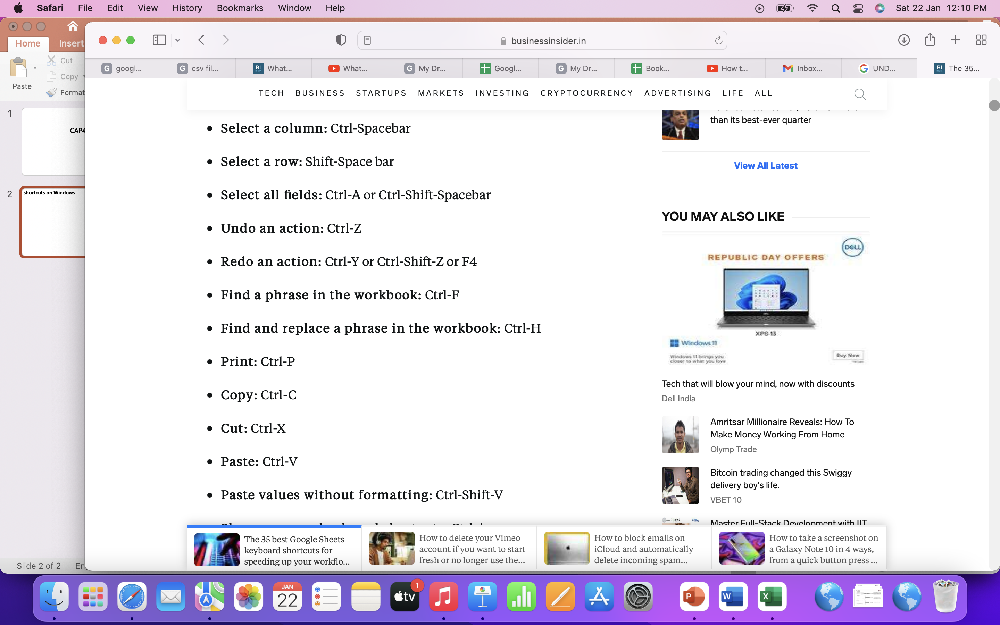 Safari File Edit View History Bookmarks Window Help
Sat 22 Jan 12:10 PM
Home Insert
Paste
Cut
Copy
Format
businessinsider.in
G googl...
G csv fil...
BI What...
What...
G My Dr...
Googl...
G My Dr...
Book...
How t...
Inbox...
G UND...
BI The 35...
TECH BUSINESS STARTUPS MARKETS INVESTING CRYPTOCURRENCY ADVERTISING LIFE ALL
1
CAP4
2
shortcuts on Windows
• Select a column: Ctrl-Spacebar
• Select a row: Shift-Space bar
• Select all fields: Ctrl-A or Ctrl-Shift-Spacebar
• Undo an action: Ctrl-Z
• Redo an action: Ctrl-Y or Ctrl-Shift-Z or F4
• Find a phrase in the workbook: Ctrl-F
• Find and replace a phrase in the workbook: Ctrl-H
• Print: Ctrl-P
• Copy: Ctrl-C
• Cut: Ctrl-X
• Paste: Ctrl-V
• Paste values without formatting: Ctrl-Shift-V
than its best-ever quarter
View All Latest
YOU MAY ALSO LIKE
DELL
REPUBLIC DAY OFFERS
XPS 13
Windows 11
Windows 11 brings you
closer to what you love
Buy Now
Tech that will blow your mind, now with discounts
Dell India
Amritsar Millionaire Reveals: How To
Make Money Working From Home
Olymp Trade
Bitcoin trading changed this Swiggy
delivery boy's life.
VBET 10
Master Full-Stack Development with IIT
The 35 best Google Sheets
keyboard shortcuts for
speeding up your workflo...
How to delete your Vimeo
account if you want to start
fresh or no longer use the...
How to block emails on
iCloud and automatically
delete incoming spam...
How to take a screenshot on
a Galaxy Note 10 in 4 ways,
from a quick button press ...
Slide 2 of 2
JAN
22
tv
1
P
W
X